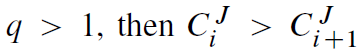 q > 1, then C_i^J > C_{i+1}^J